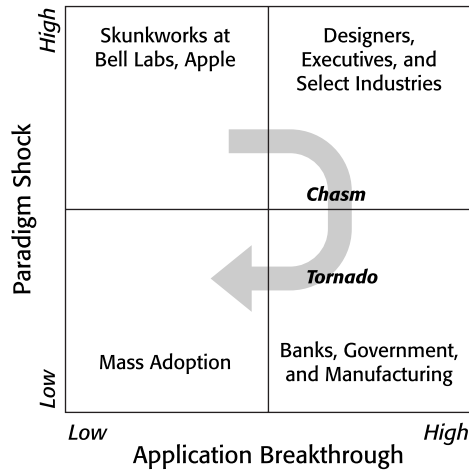 High
Skunkworks at
Bell Labs, Apple
Designers,
Executives, and
Select Industries
Paradigm Shock
Chasm
Tornado
Mass Adoption
Banks, Government,
and Manufacturing
Low
Low
High
Application Breakthrough